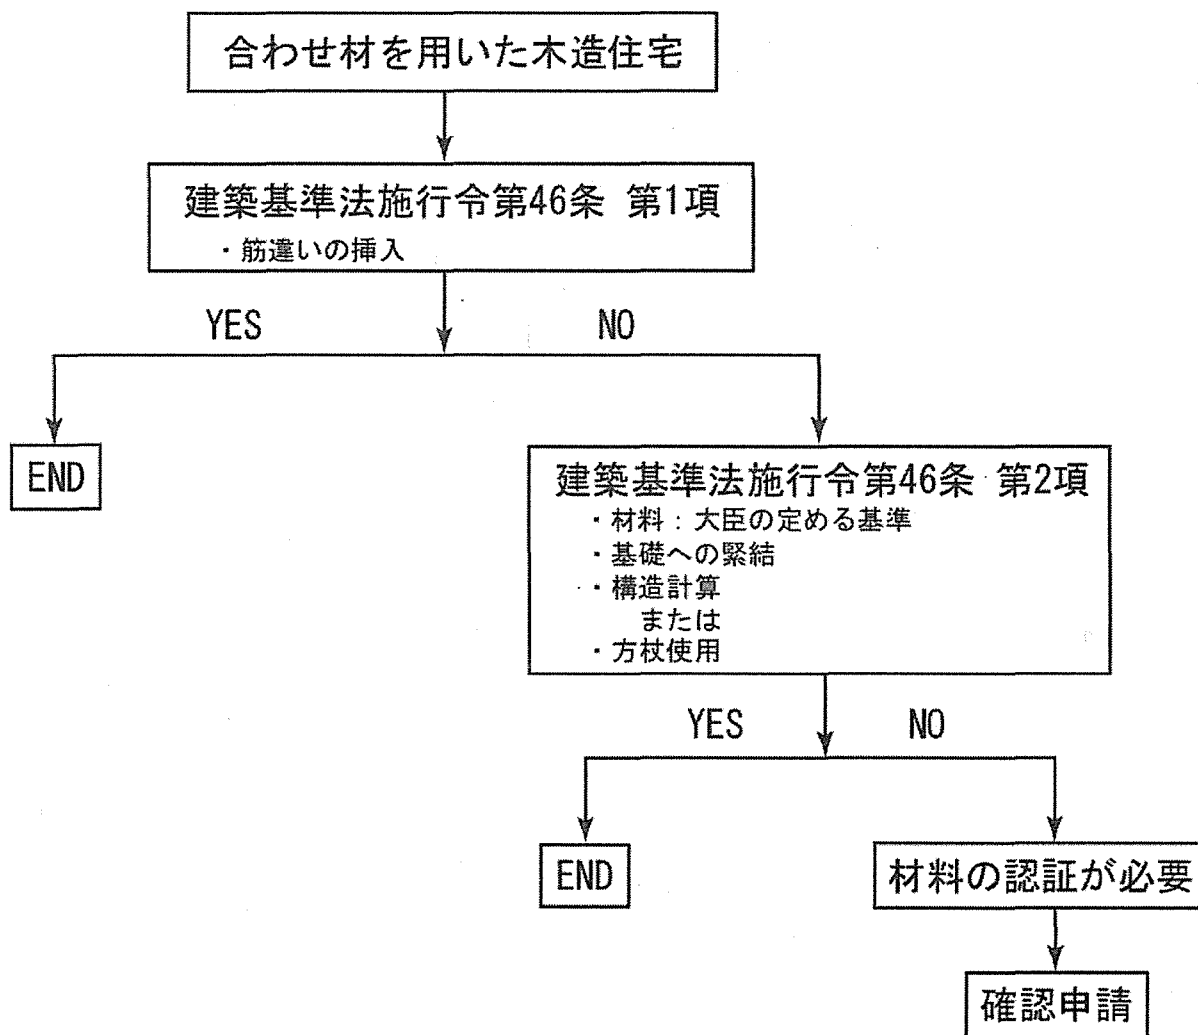 合わせ材を用いた木造住宅
建築基準法施行令第46条 第1項
・筋違いの挿入
YES
NO
END
建築基準法施行令第46条 第2項
・材料：大臣の定める基準
・基礎への緊結
・構造計算
または
・方杖使用
YES
NO
END
材料の認証が必要
確認申請